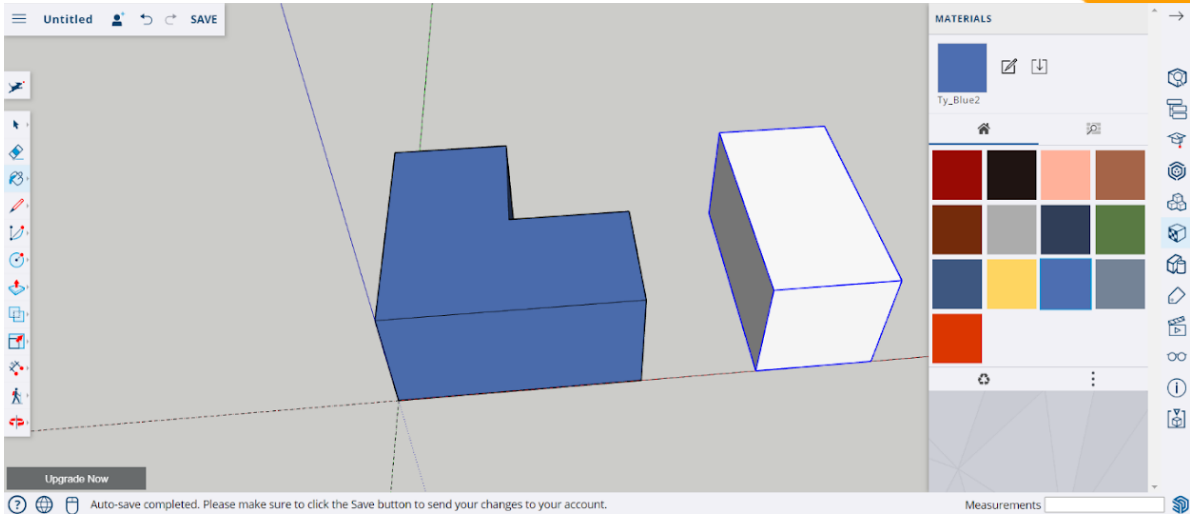 Untitled
SAVE
MATERIALS
Ty_Blue2
Upgrade Now
Auto-save completed. Please make sure to click the Save button to send your changes to your account.
Measurements